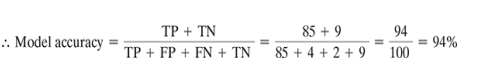 ∴ Model accuracy = (TP + TN) / (TP + FP + FN + TN) = (85 + 9) / (85 + 4 + 2 + 9) = 94 / 100 = 94%